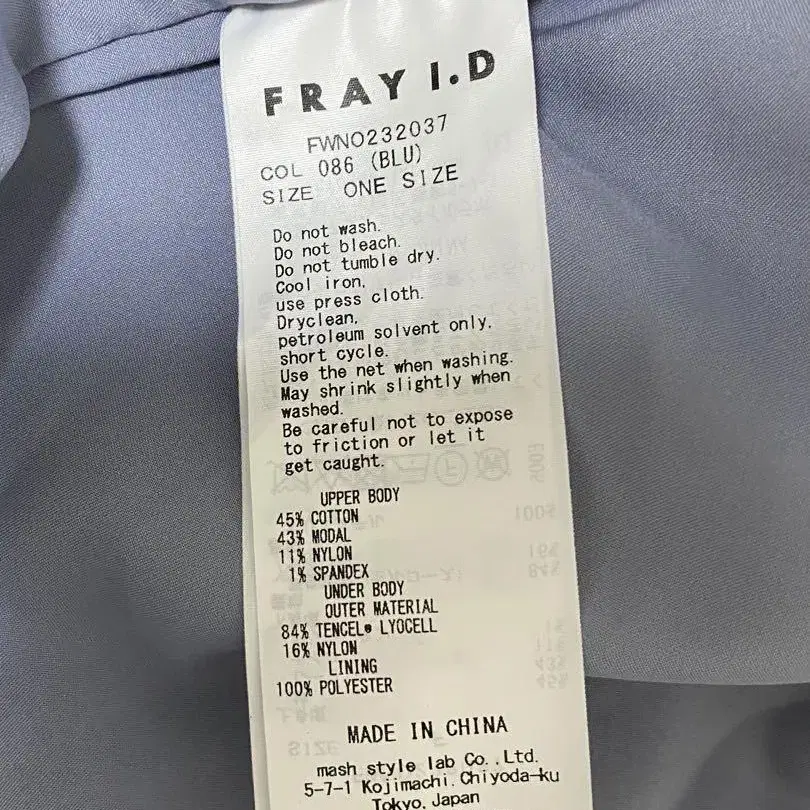 FRAY I.D
FWNO232037
COL 086 (BLU)
SIZE ONE SIZE
Do not wash.
Do not bleach.
Do not tumble dry.
Cool iron,
use press cloth.
Dryclean,
petroleum solvent only.
short cycle.
Use the net when washing.
May shrink slightly when
washed.
Be careful not to expose
to friction or let it
get caught.
UPPER BODY
45% COTTON
43% MODAL
11% NYLON
1% SPANDEX
UNDER BODY
OUTER MATERIAL
84% TENCEL® LYOCELL
16% NYLON
LINING
100% POLYESTER
MADE IN CHINA
mash style lab Co.,Ltd.
5-7-1 Kojimachi, Chiyoda-ku
Tokyo, Japan